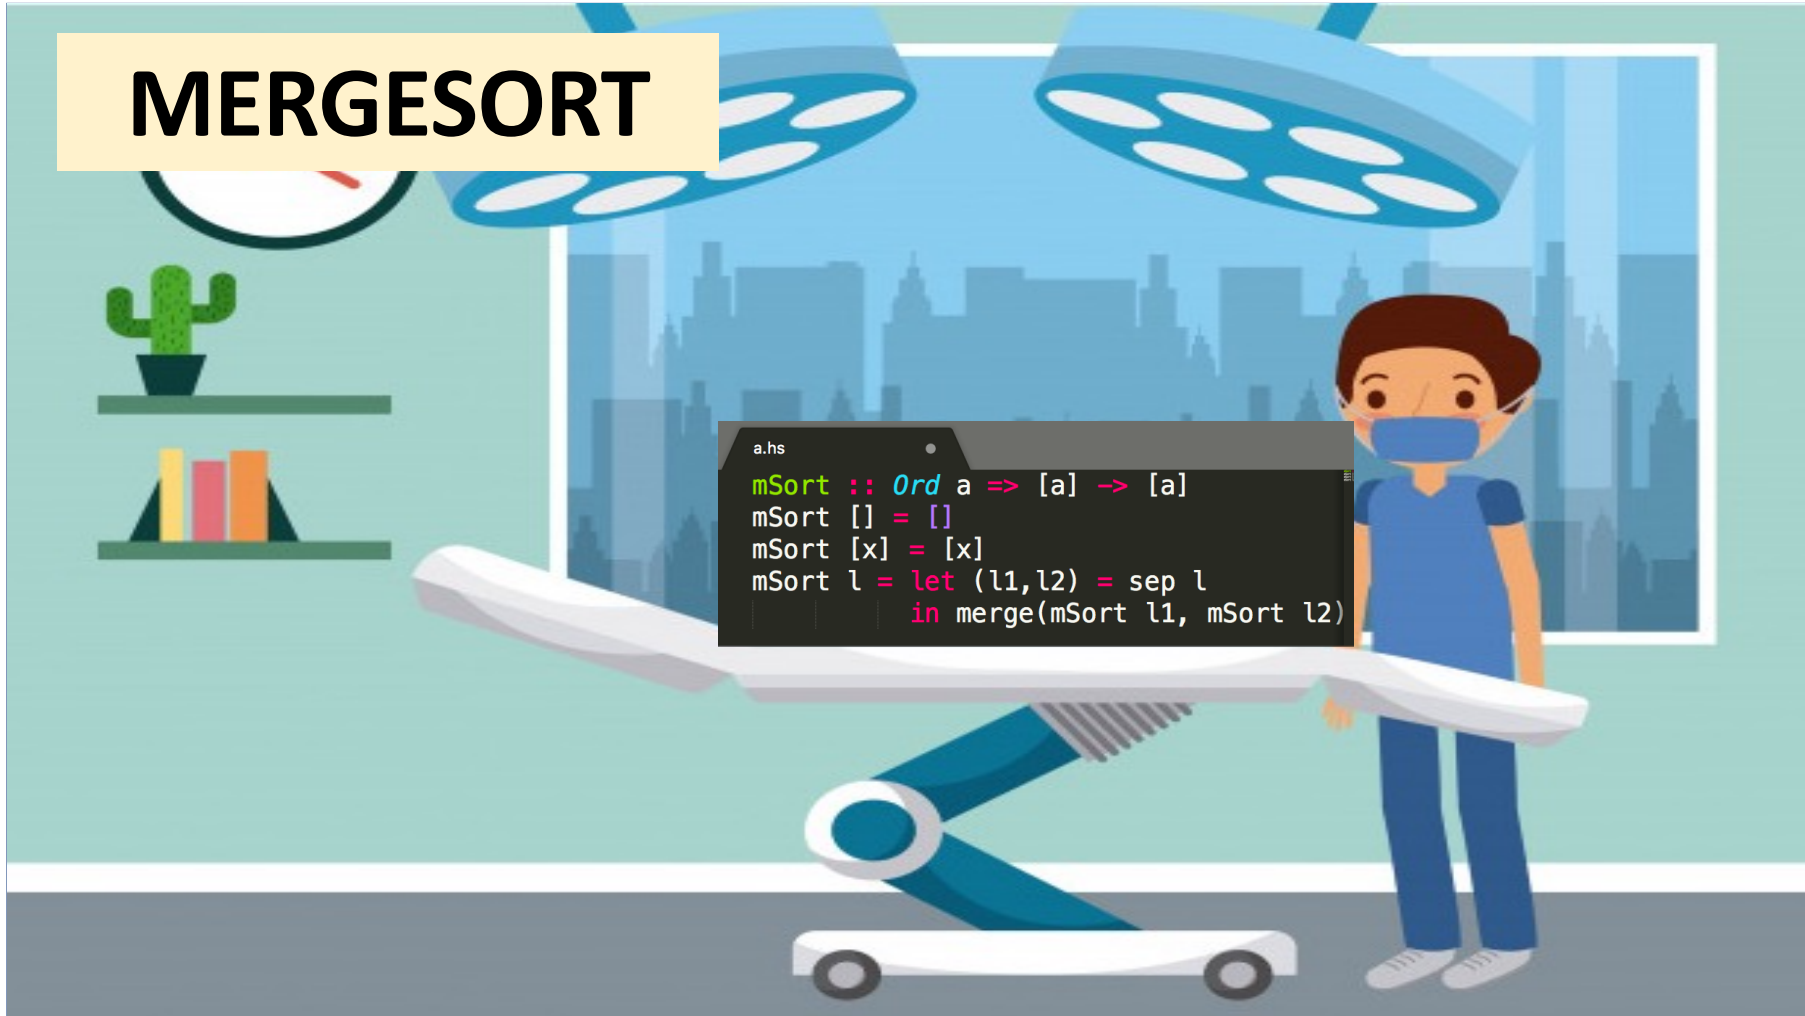 MERGESORT
a.hs
mSort :: Ord a => [a] -> [a]
mSort [] = []
mSort [x] = [x]
mSort l = let (l1,l2) = sep l
in merge(mSort l1, mSort l2)